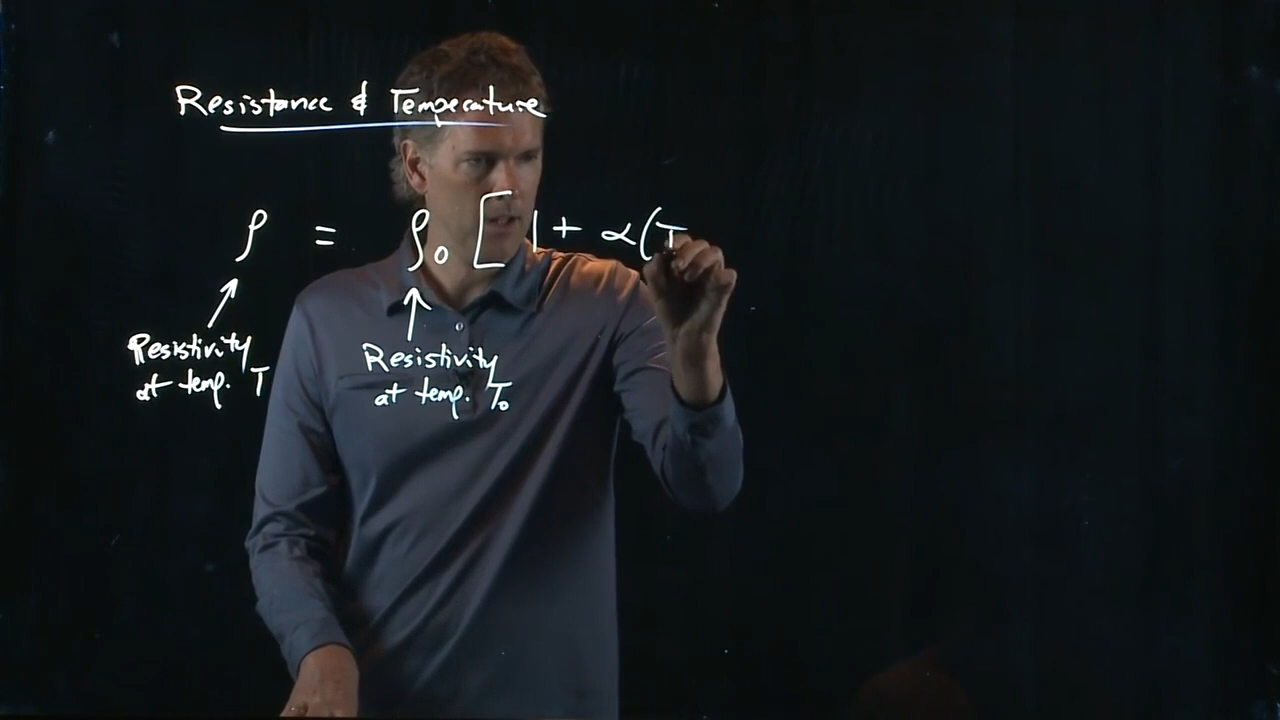 Resistance & Temperature
ρ = ρ₀ [ 1 + α(T
Resistivity
at temp. T
Resistivity
at temp. T₀